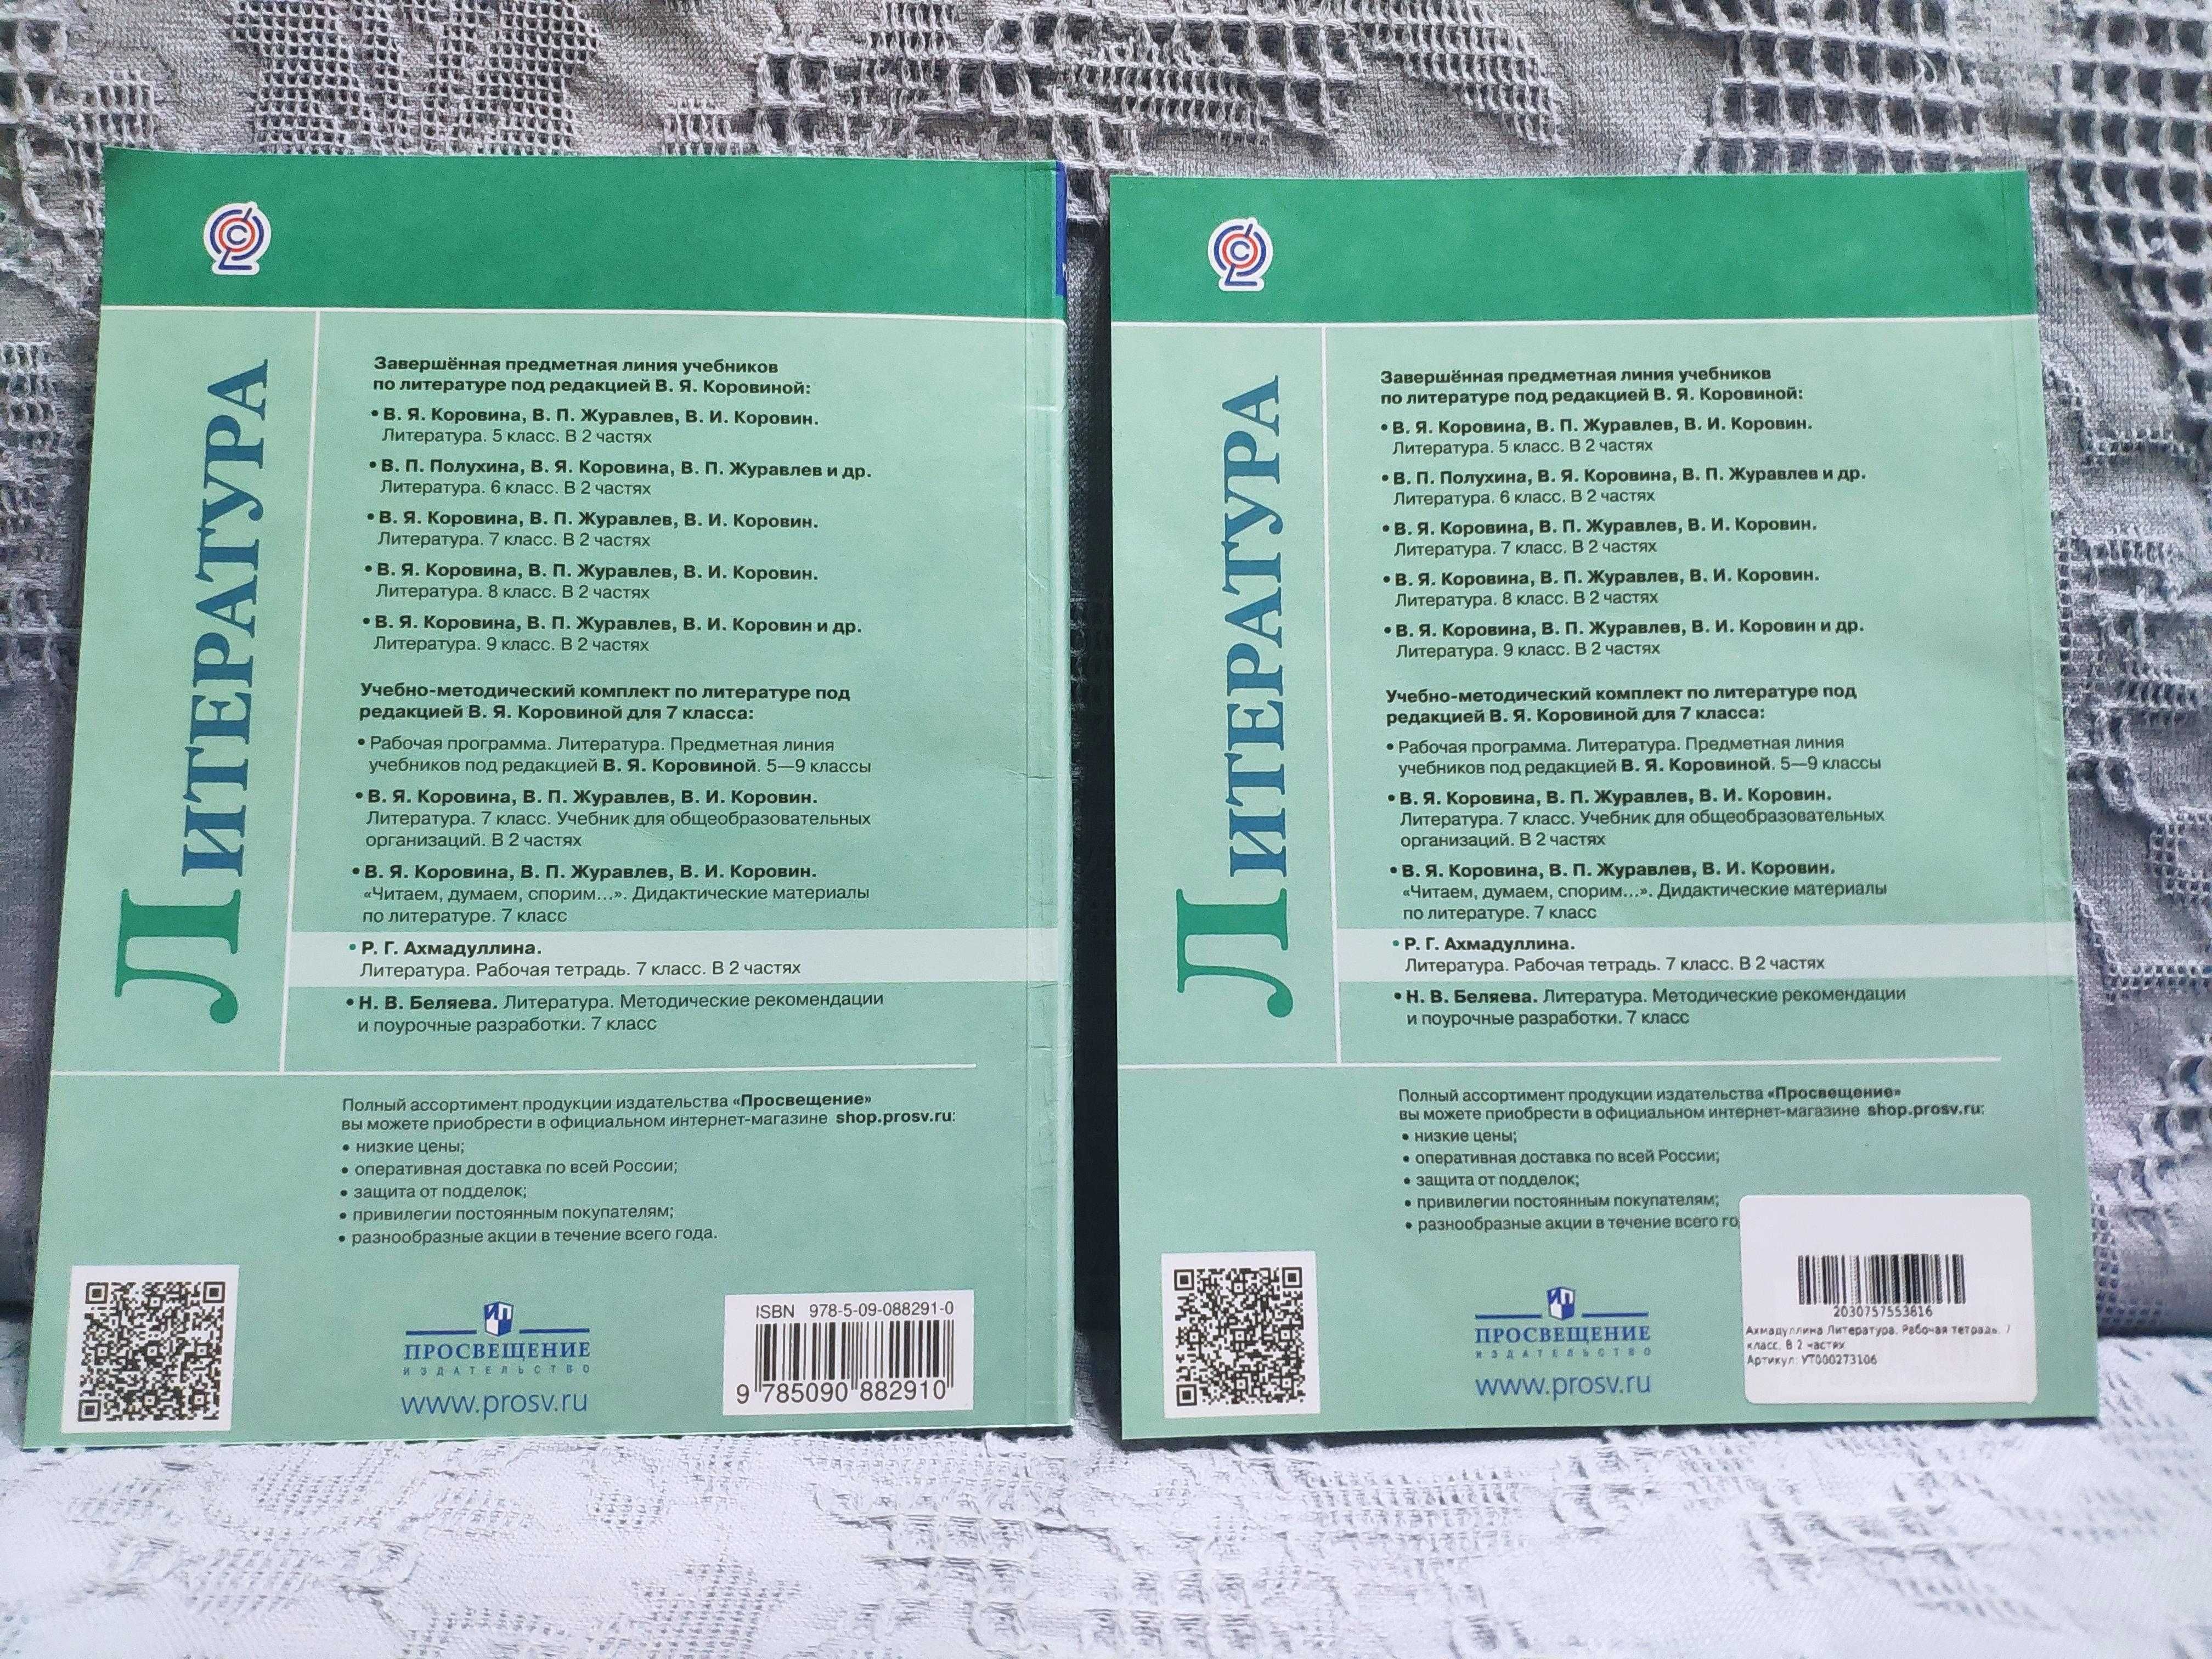 ЛИТЕРАТУРА
Завершённая предметная линия учебников
по литературе под редакцией В. Я. Коровиной:
• В. Я. Коровина, В. П. Журавлев, В. И. Коровин.
Литература. 5 класс. В 2 частях
• В. П. Полухина, В. Я. Коровина, В. П. Журавлев и др.
Литература. 6 класс. В 2 частях
• В. Я. Коровина, В. П. Журавлев, В. И. Коровин.
Литература. 7 класс. В 2 частях
• В. Я. Коровина, В. П. Журавлев, В. И. Коровин.
Литература. 8 класс. В 2 частях
• В. Я. Коровина, В. П. Журавлев, В. И. Коровин и др.
Литература. 9 класс. В 2 частях
Учебно-методический комплект по литературе под
редакцией В. Я. Коровиной для 7 класса:
• Рабочая программа. Литература. Предметная линия
учебников под редакцией В. Я. Коровиной. 5—9 классы
• В. Я. Коровина, В. П. Журавлев, В. И. Коровин.
Литература. 7 класс. Учебник для общеобразовательных
организаций. В 2 частях
• В. Я. Коровина, В. П. Журавлев, В. И. Коровин.
«Читаем, думаем, спорим...». Дидактические материалы
по литературе. 7 класс
• Р. Г. Ахмадуллина.
Литература. Рабочая тетрадь. 7 класс. В 2 частях
• Н. В. Беляева. Литература. Методические рекомендации
и поурочные разработки. 7 класс
Полный ассортимент продукции издательства «Просвещение»
вы можете приобрести в официальном интернет-магазине shop.prosv.ru:
• низкие цены;
• оперативная доставка по всей России;
• защита от подделок;
• привилегии постоянным покупателям;
• разнообразные акции в течение всего года.
ПРОСВЕЩЕНИЕ
ИЗДАТЕЛЬСТВО
www.prosv.ru
ISBN 978-5-09-088291-0
9 785090 882910
ЛИТЕРАТУРА
Завершённая предметная линия учебников
по литературе под редакцией В. Я. Коровиной:
• В. Я. Коровина, В. П. Журавлев, В. И. Коровин.
Литература. 5 класс. В 2 частях
• В. П. Полухина, В. Я. Коровина, В. П. Журавлев и др.
Литература. 6 класс. В 2 частях
• В. Я. Коровина, В. П. Журавлев, В. И. Коровин.
Литература. 7 класс. В 2 частях
• В. Я. Коровина, В. П. Журавлев, В. И. Коровин.
Литература. 8 класс. В 2 частях
• В. Я. Коровина, В. П. Журавлев, В. И. Коровин и др.
Литература. 9 класс. В 2 частях
Учебно-методический комплект по литературе под
редакцией В. Я. Коровиной для 7 класса:
• Рабочая программа. Литература. Предметная линия
учебников под редакцией В. Я. Коровиной. 5—9 классы
• В. Я. Коровина, В. П. Журавлев, В. И. Коровин.
Литература. 7 класс. Учебник для общеобразовательных
организаций. В 2 частях
• В. Я. Коровина, В. П. Журавлев, В. И. Коровин.
«Читаем, думаем, спорим...». Дидактические материалы
по литературе. 7 класс
• Р. Г. Ахмадуллина.
Литература. Рабочая тетрадь. 7 класс. В 2 частях
• Н. В. Беляева. Литература. Методические рекомендации
и поурочные разработки. 7 класс
Полный ассортимент продукции издательства «Просвещение»
вы можете приобрести в официальном интернет-магазине shop.prosv.ru:
• низкие цены;
• оперативная доставка по всей России;
• защита от подделок;
• привилегии постоянным покупателям;
• разнообразные акции в течение всего го
ПРОСВЕЩЕНИЕ
ИЗДАТЕЛЬСТВО
www.prosv.ru
2030757553816
Ахмадуллина Литература. Рабочая тетрадь. 7
класс. В 2 частях
Артикул: УТ000273106